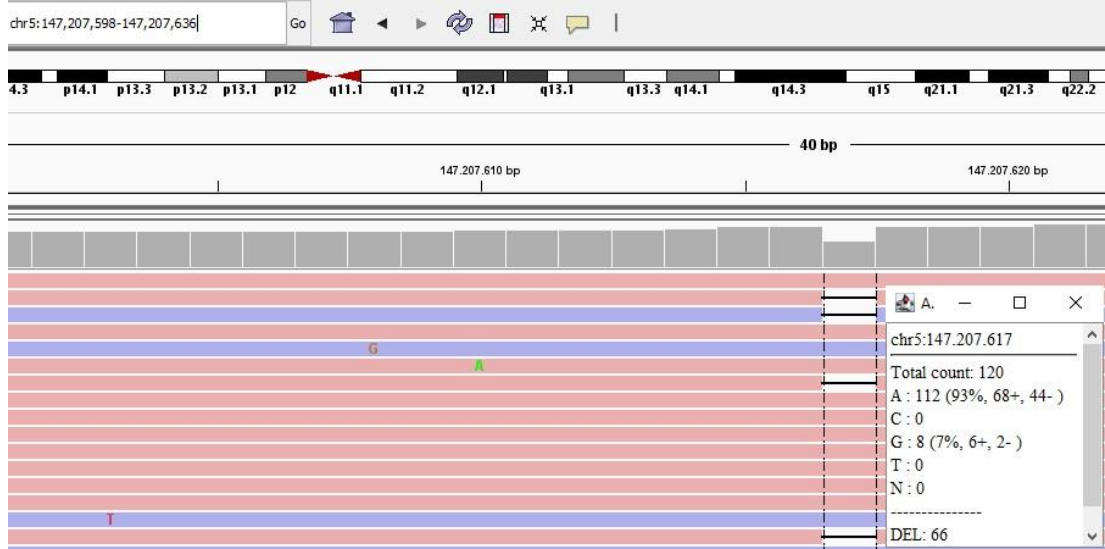 chr5:147,207,598-147,207,636
Go
4.3 p14.1 p13.3 p13.2 p13.1 p12 q11.1 q11.2 q12.1 q13.1 q13.3 q14.1 q14.3 q15 q21.1 q21.3 q22.2
40 bp
147.207.610 bp 147.207.620 bp
A.
chr5:147.207.617
Total count: 120
A : 112 (93%, 68+, 44- )
C : 0
G : 8 (7%, 6+, 2- )
T : 0
N : 0
---------------
DEL: 66
G
A
T